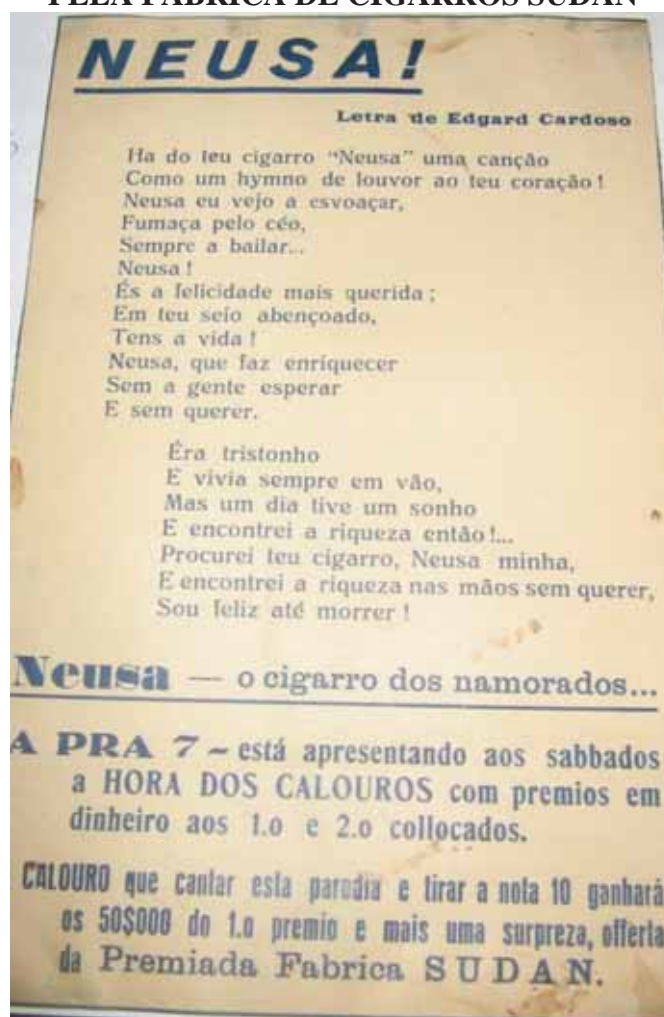 PELA FÁBRICA DE CIGARROS SUDAN
NEUSA!
Letra de Edgard Cardoso
Ha do teu cigarro “Neusa” uma canção
Como um hymno de louvor ao teu coração!
Neusa eu vejo a esvoaçar,
Fumaça pelo céo,
Sempre a bailar...
Neusa!
És a felicidade mais querida;
Em teu seio abençoado,
Tens a vida!
Neusa, que faz enriquecer
Sem a gente esperar
E sem querer.
Éra tristonho
E vivia sempre em vão,
Mas um dia tive um sonho
E encontrei a riqueza então!...
Procurei teu cigarro, Neusa minha,
E encontrei a riqueza nas mãos sem querer,
Sou feliz até morrer!
Neusa — o cigarro dos namorados...
A PRA 7 - está apresentando aos sabbados
a HORA DOS CALOUROS com premios em
dinheiro aos 1.o e 2.o collocados.
CALOURO que cantar esta parodia e tirar a nota 10 ganhará
os 50$000 do 1.o premio e mais uma surpreza, offerta
da Premiada Fabrica SUDAN.